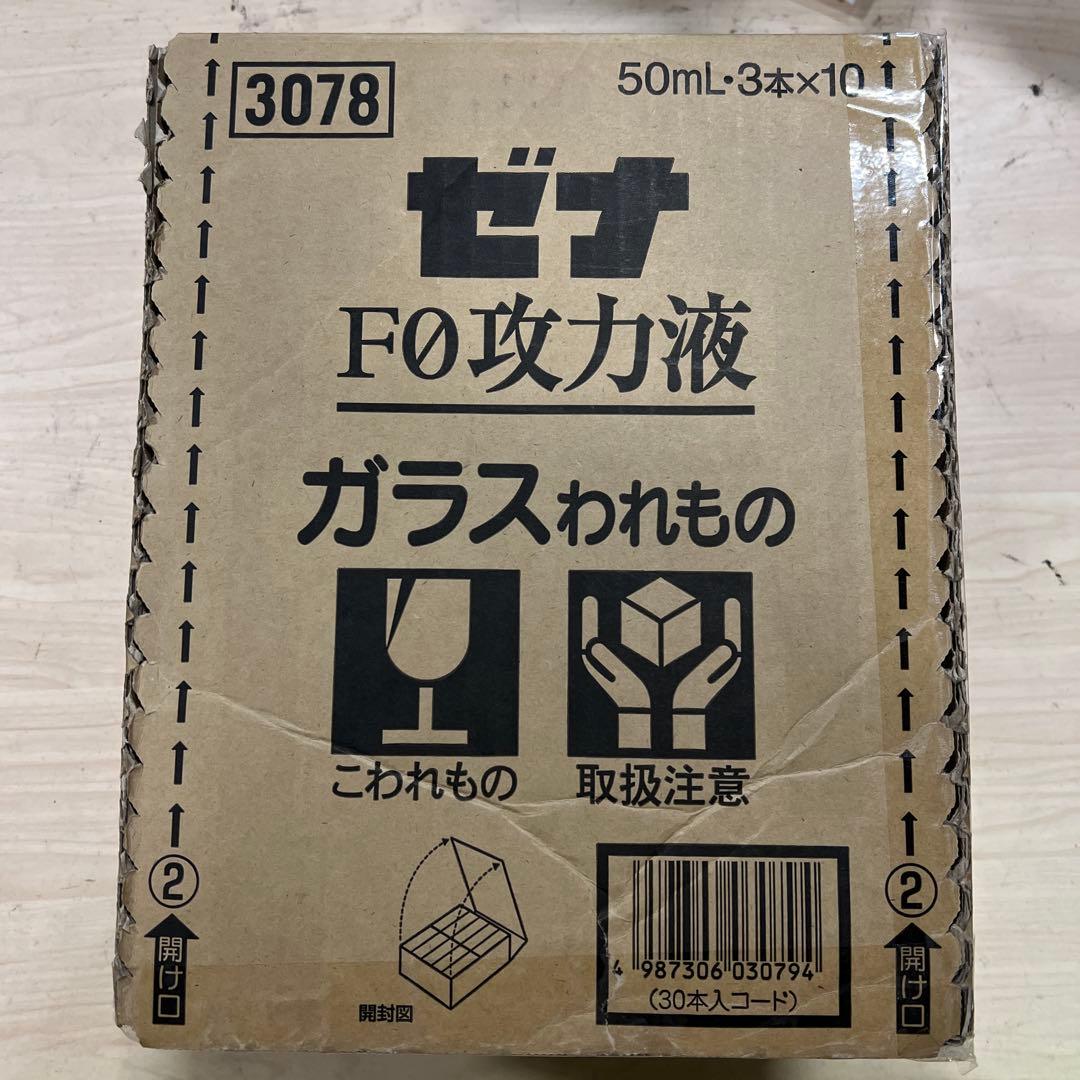 3078
50mL・3本×10
ゼナ
F0攻力液
ガラスわれもの
こわれもの
取扱注意
②
開け口
②
開け口
開封図
4 987306 030794
(30本入コード)